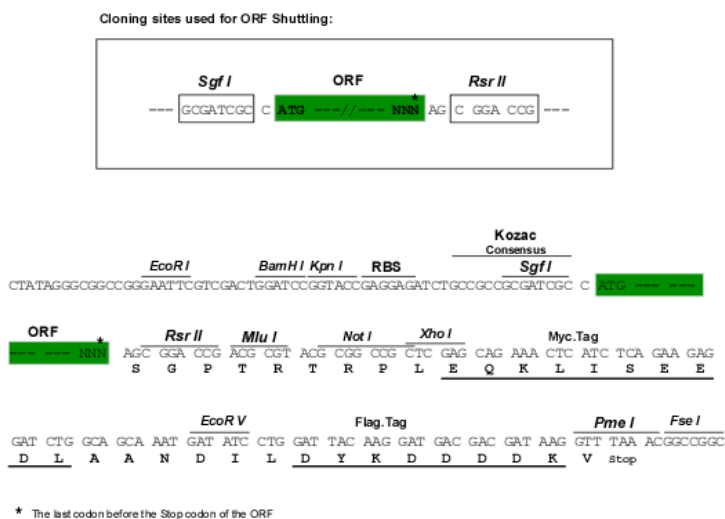 Cloning sites used for ORF Shuttling:
Sgf I ORF Rsr II
*
--- GCGATCGC C ATG ---//--- NNN AG C GGA CCG ---
Kozac
Consensus
EcoR I BamH I Kpn I RBS Sgf I
CTATAGGGCGGCCGGGAATTCGTCGACTGGATCCGGTACCGAGGAGATCTGCCGCCGCGATCGC C ATG --- ---
ORF
* Rsr II Mlu I Not I Xho I Myc.Tag
--- --- NNN AGC GGA CCG ACG CGT ACG CGG CCG CTC GAG CAG AAA CTC ATC TCA GAA GAG
S G P T R T R P L E Q K L I S E E
EcoR V Flag.Tag Pme I Fse I
GAT CTG GCA GCA AAT GAT ATC CTG GAT TAC AAG GAT GAC GAC GAT AAG GTT TAA ACGGCCGGC
D L A A N D I L D Y K D D D D K V Stop
* The last codon before the Stop codon of the ORF